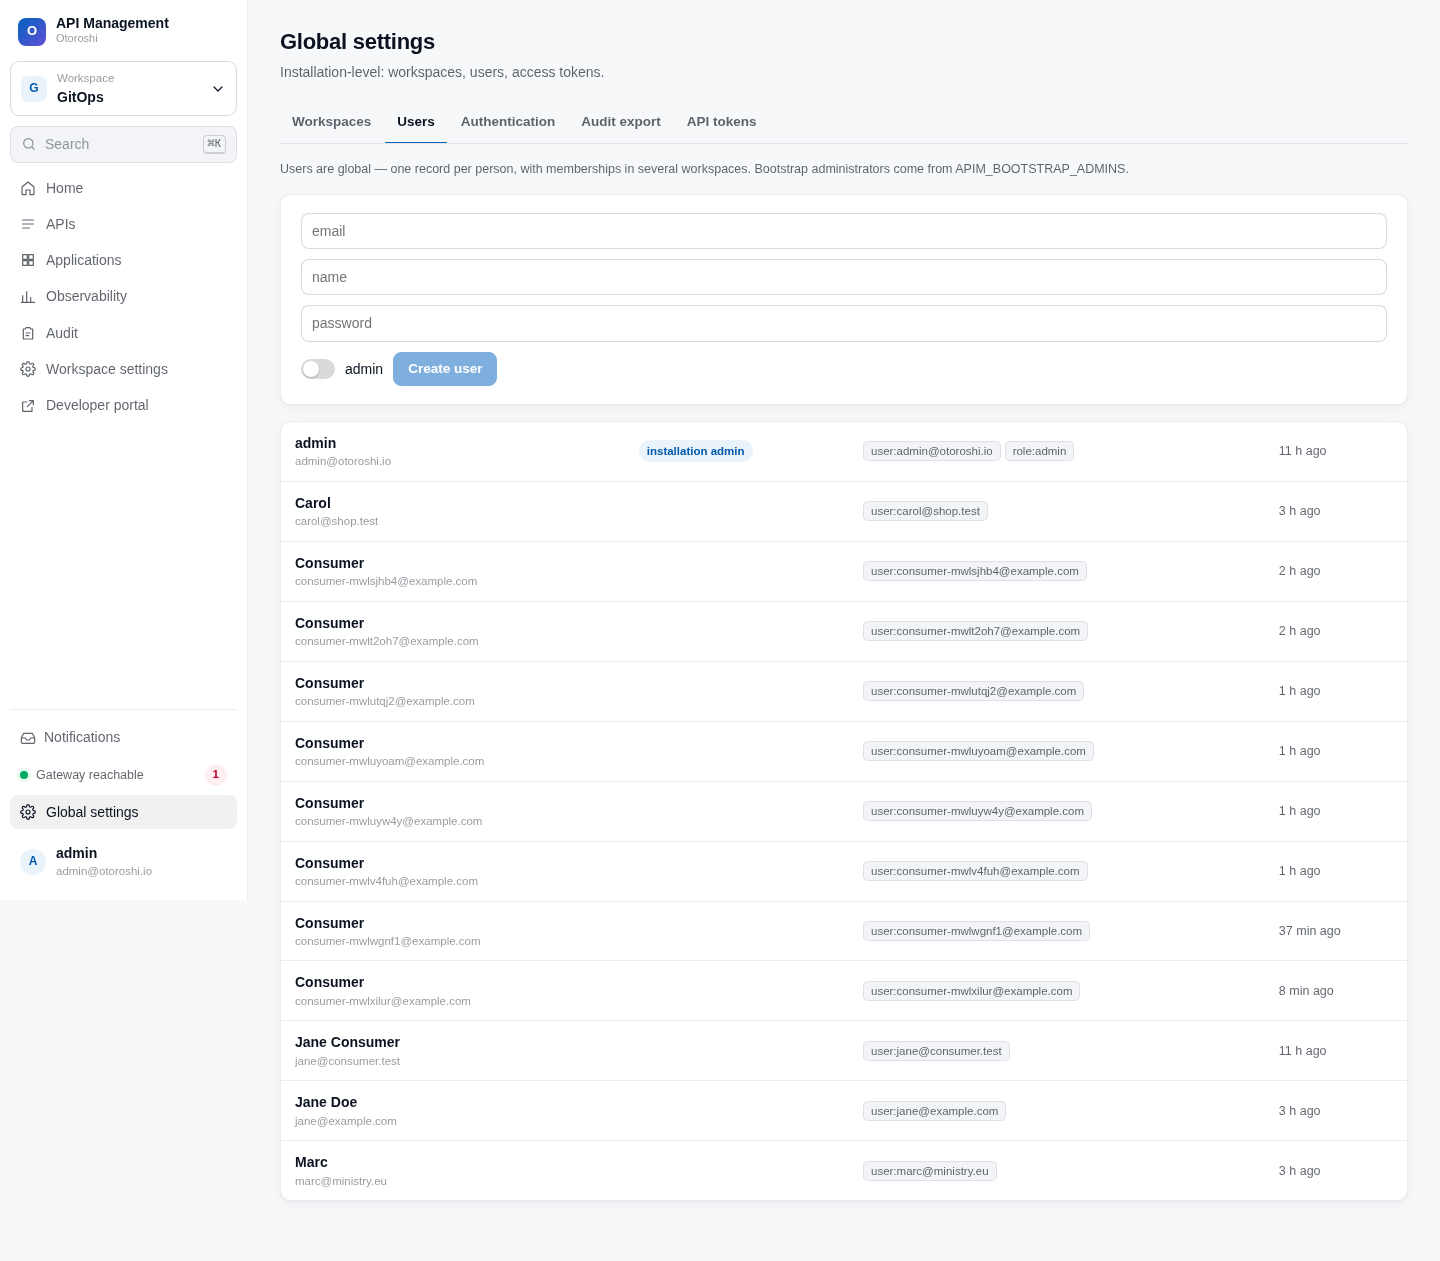 O
API Management
Otoroshi
G
Workspace
GitOps
Search
⌘K
Home
APIs
Applications
Observability
Audit
Workspace settings
Developer portal
Notifications
Gateway reachable 1
Global settings
A
admin
admin@otoroshi.io
Global settings
Installation-level: workspaces, users, access tokens.
Workspaces Users Authentication Audit export API tokens
Users are global — one record per person, with memberships in several workspaces. Bootstrap administrators come from APIM_BOOTSTRAP_ADMINS.
email
name
password
admin Create user
admin
admin@otoroshi.io
installation admin
user:admin@otoroshi.io role:admin
11 h ago
Carol
carol@shop.test
user:carol@shop.test
3 h ago
Consumer
consumer-mwlsjhb4@example.com
user:consumer-mwlsjhb4@example.com
2 h ago
Consumer
consumer-mwlt2oh7@example.com
user:consumer-mwlt2oh7@example.com
2 h ago
Consumer
consumer-mwlutqj2@example.com
user:consumer-mwlutqj2@example.com
1 h ago
Consumer
consumer-mwluyoam@example.com
user:consumer-mwluyoam@example.com
1 h ago
Consumer
consumer-mwluyw4y@example.com
user:consumer-mwluyw4y@example.com
1 h ago
Consumer
consumer-mwlv4fuh@example.com
user:consumer-mwlv4fuh@example.com
1 h ago
Consumer
consumer-mwlwgnf1@example.com
user:consumer-mwlwgnf1@example.com
37 min ago
Consumer
consumer-mwlxilur@example.com
user:consumer-mwlxilur@example.com
8 min ago
Jane Consumer
jane@consumer.test
user:jane@consumer.test
11 h ago
Jane Doe
jane@example.com
user:jane@example.com
3 h ago
Marc
marc@ministry.eu
user:marc@ministry.eu
3 h ago